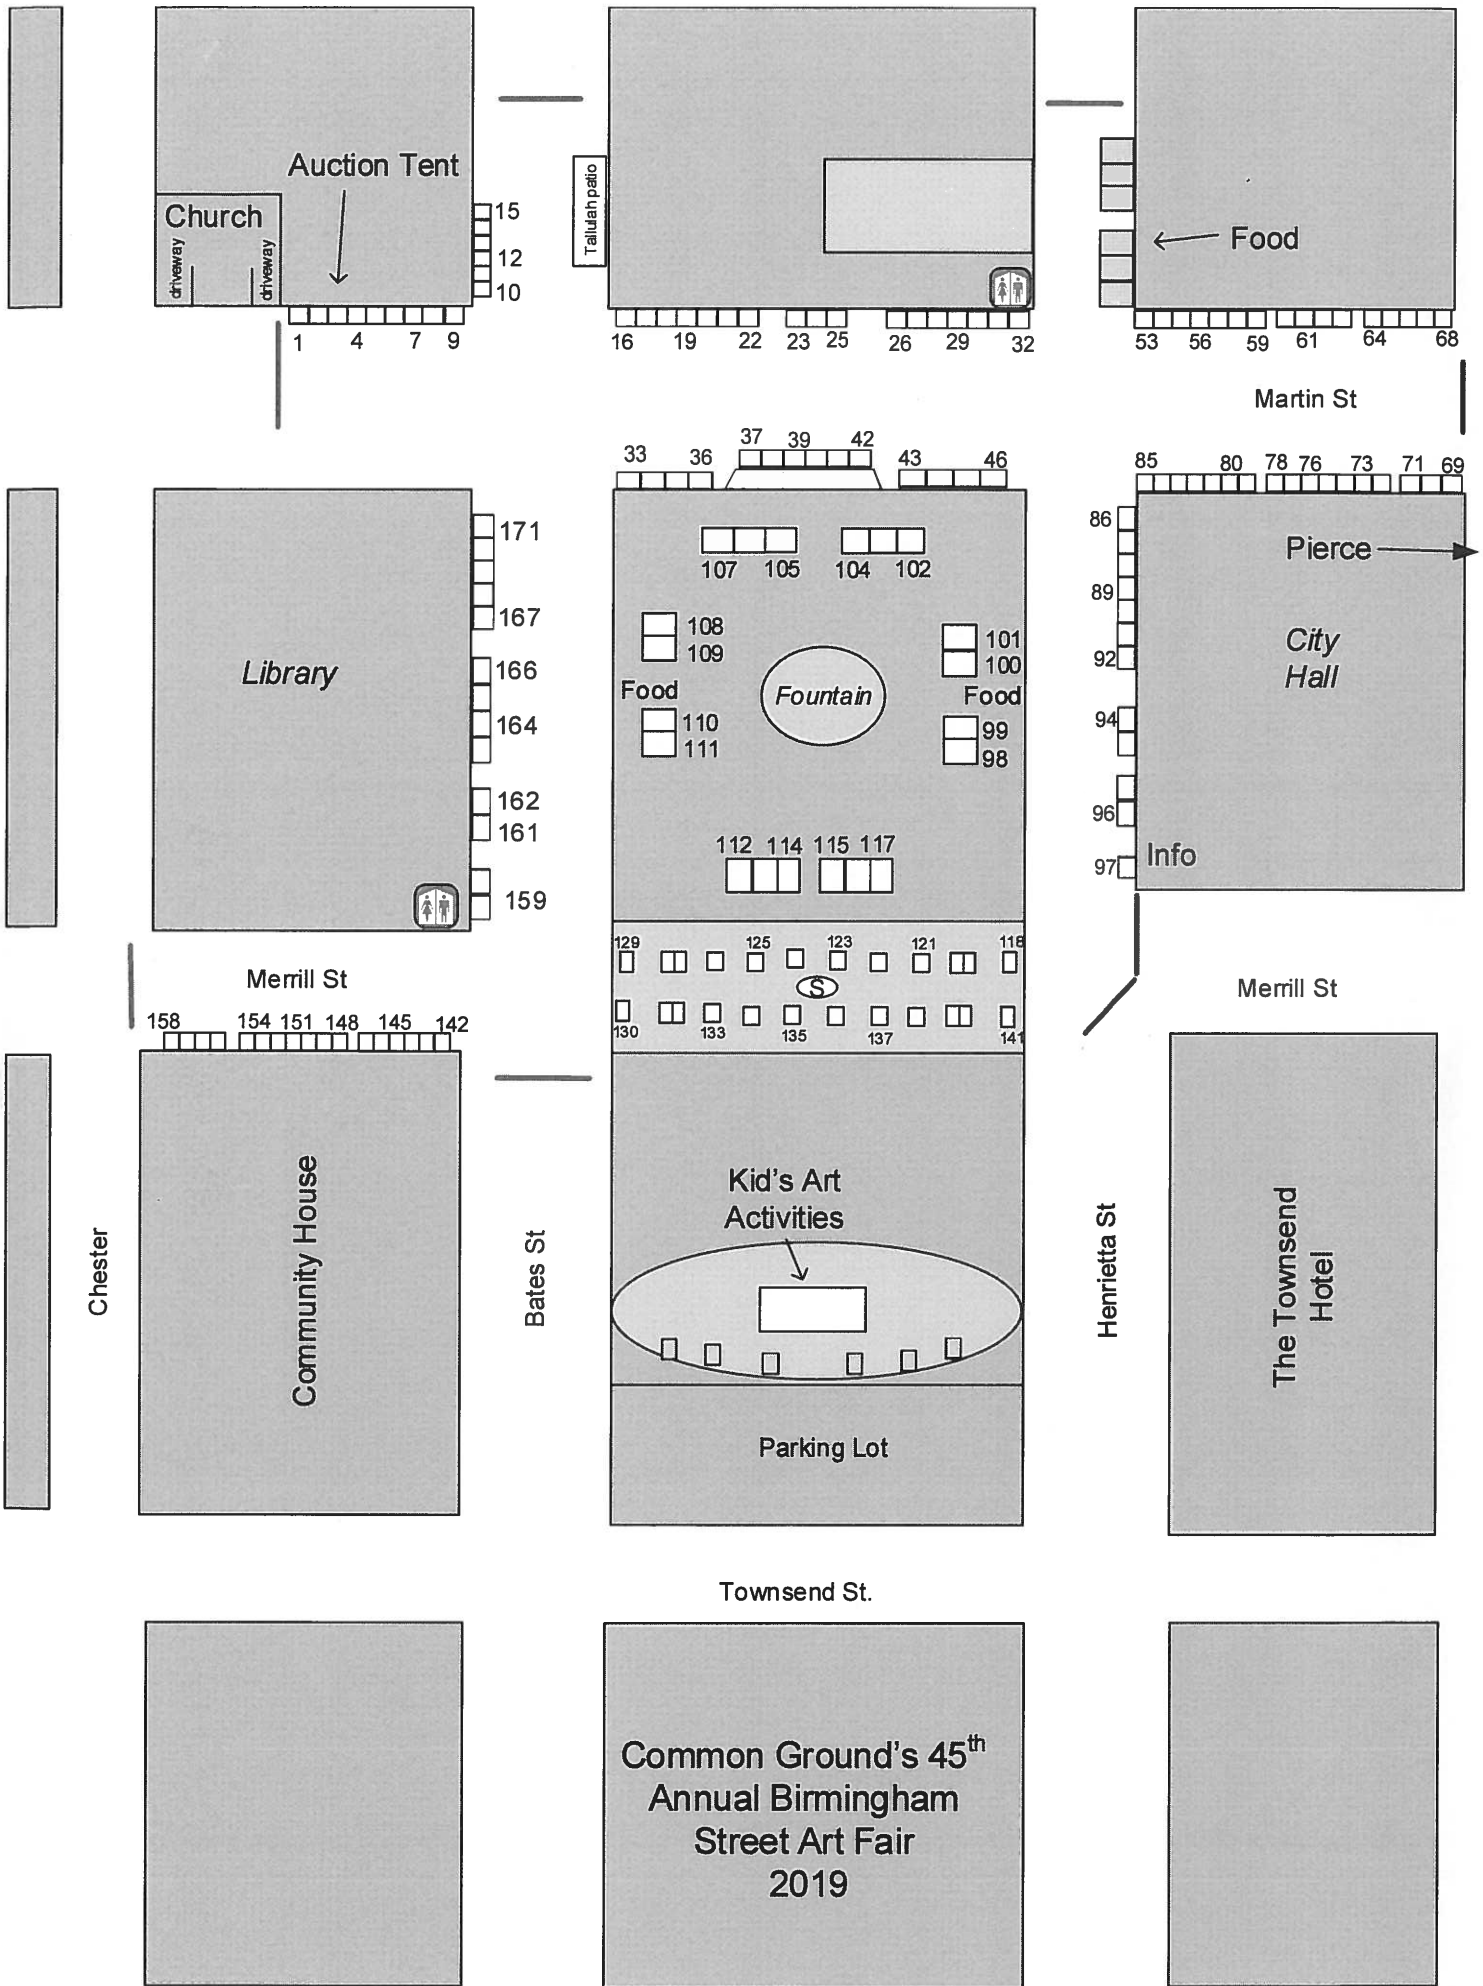 Auction Tent
Church
driveway
driveway
15
12
10
1
4
7
9
Tallulah patio
16
19
22
23
25
26
29
32
Food
53
56
59
61
64
68
Martin St
33
36
37
39
42
43
46
85
80
78
76
73
71
69
171
167
166
164
162
161
159
Library
107
105
104
102
108
109
Food
110
111
Fountain
101
100
Food
99
98
112
114
115
117
86
89
92
94
96
97
Pierce
City
Hall
Info
129
125
123
121
118
S
130
133
135
137
141
Merrill St
Merrill St
158
154
151
148
145
142
Chester
Community House
Bates St
Kid's Art
Activities
Henrietta St
The Townsend
Hotel
Parking Lot
Townsend St.
Common Ground's 45th
Annual Birmingham
Street Art Fair
2019